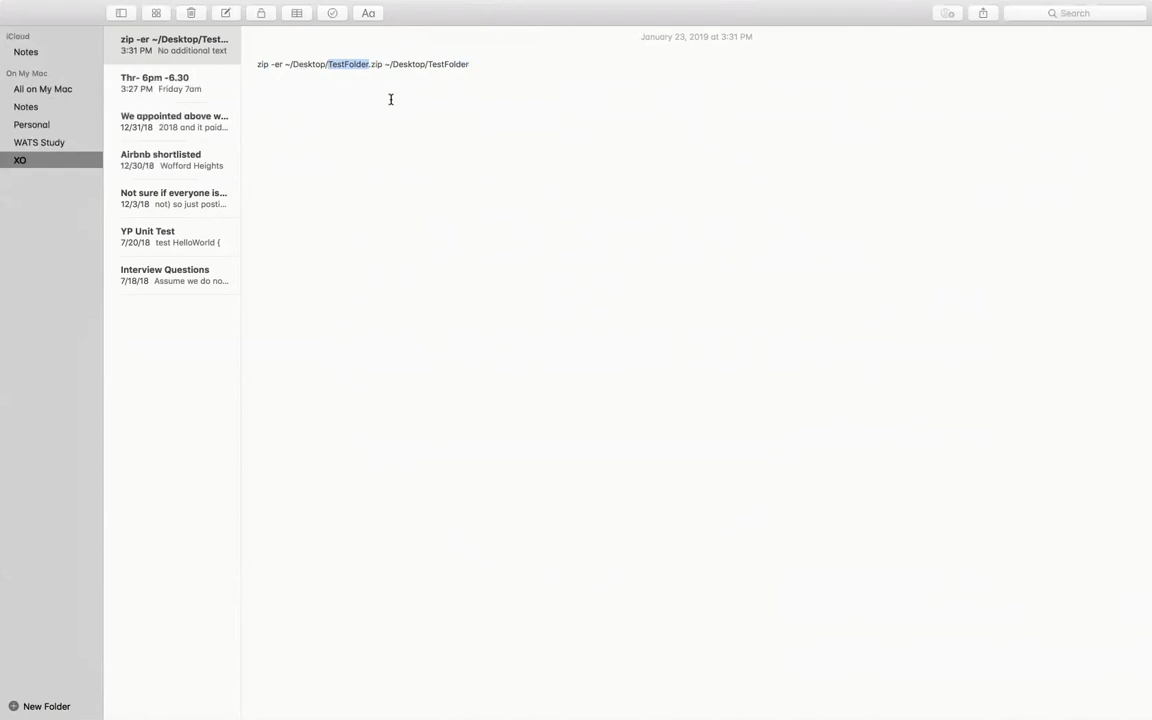 Aa
Search
iCloud
Notes
On My Mac
All on My Mac
Notes
Personal
WATS Study
XO
New Folder
zip -er ~/Desktop/Test...
3:31 PM No additional text
Thr- 6pm -6.30
3:27 PM Friday 7am
We appointed above w...
12/31/18 2018 and it paid...
Airbnb shortlisted
12/30/18 Wofford Heights
Not sure if everyone is...
12/3/18 not) so just posti...
YP Unit Test
7/20/18 test HelloWorld {
Interview Questions
7/18/18 Assume we do no...
January 23, 2019 at 3:31 PM
zip -er ~/Desktop/TestFolder.zip ~/Desktop/TestFolder